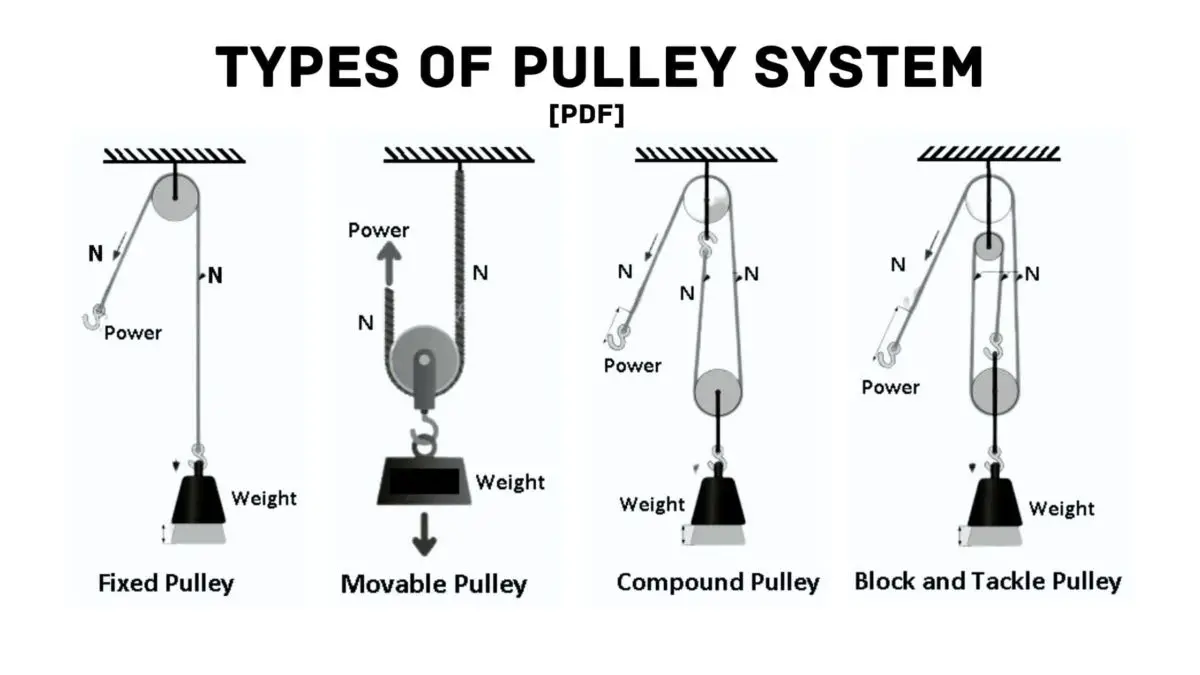 TYPES OF PULLEY SYSTEM
[PDF]
N
N
Power
Weight
Fixed Pulley
Power
N
N
Weight
Movable Pulley
N
N
N
Power
Weight
Compound Pulley
N
N
Power
Weight
Block and Tackle Pulley